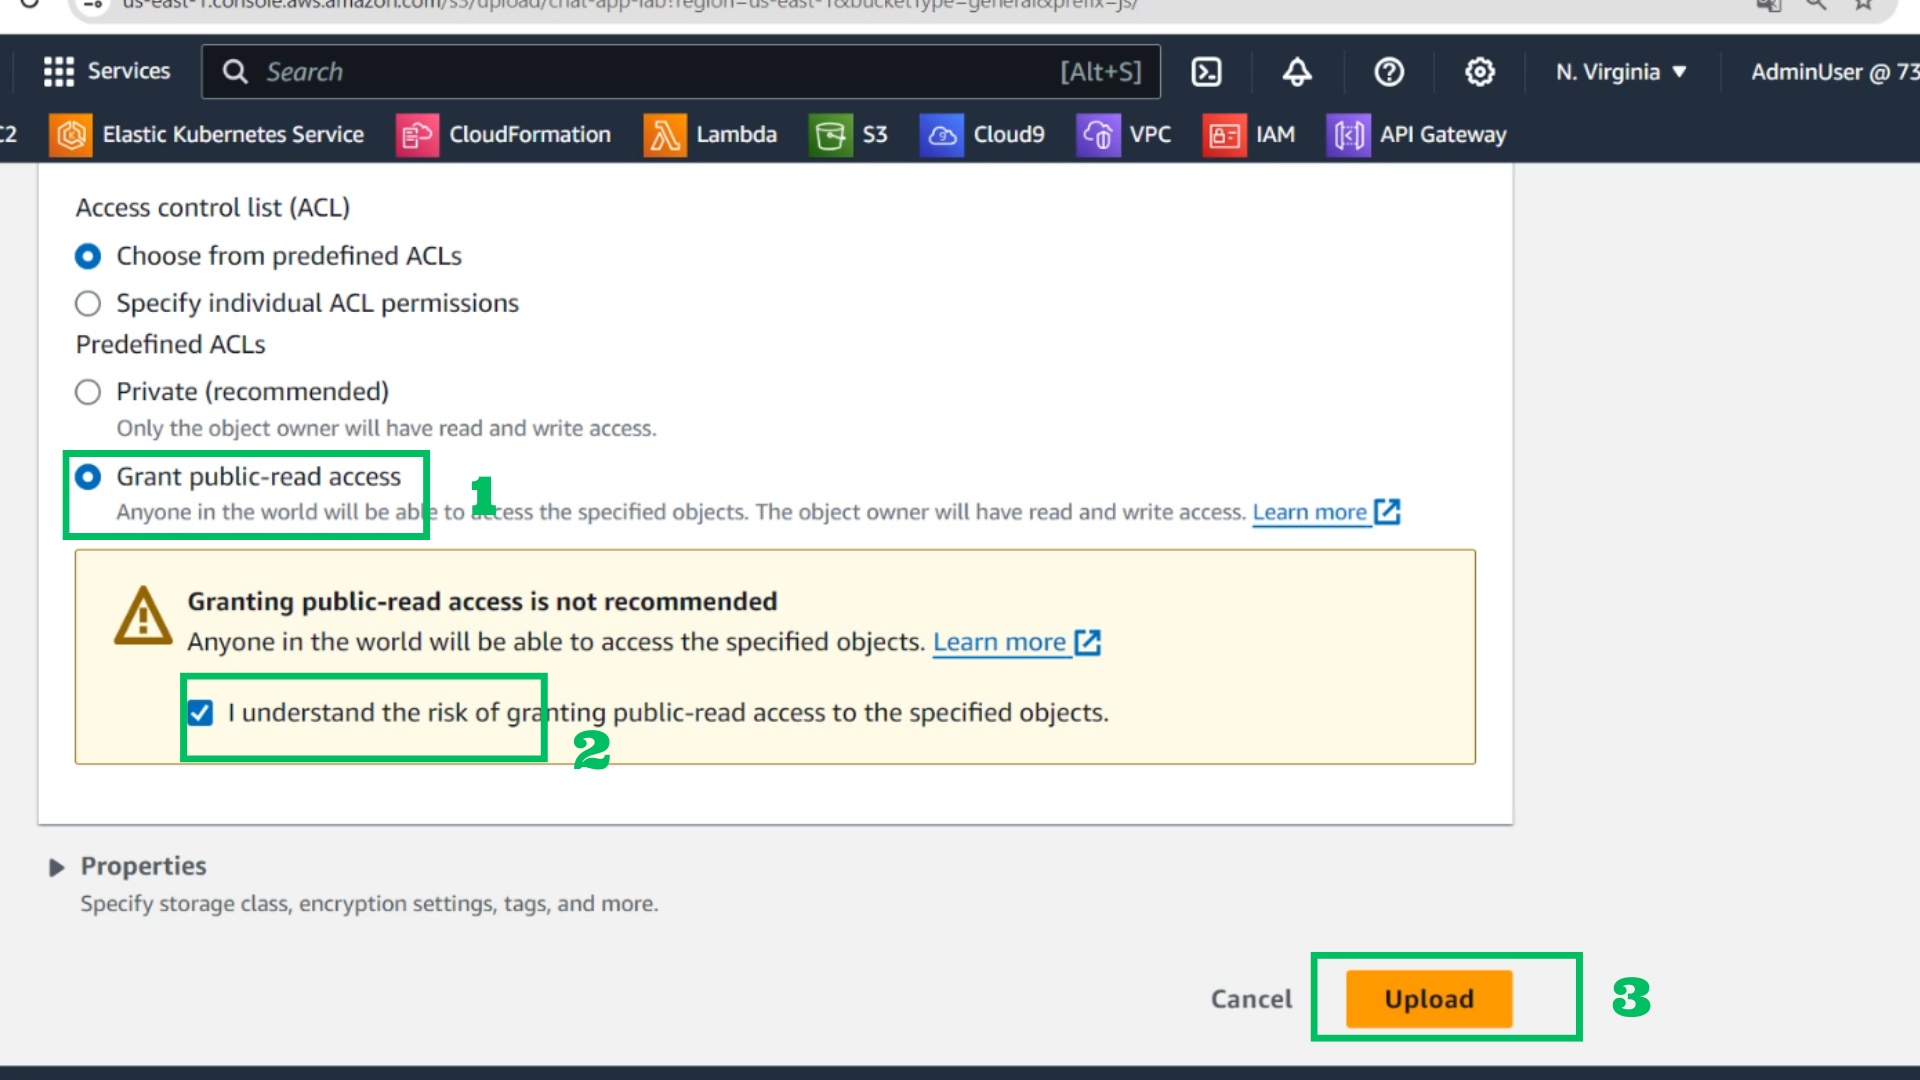 us-east-1.console.aws.amazon.com/s3/upload/chat-app-lab?region=us-east-1&bucketType=general&prefix=js/
Services
Search
[Alt+S]
N. Virginia
AdminUser @ 73
C2
Elastic Kubernetes Service
CloudFormation
Lambda
S3
Cloud9
VPC
IAM
API Gateway
Access control list (ACL)
Choose from predefined ACLs
Specify individual ACL permissions
Predefined ACLs
Private (recommended)
Only the object owner will have read and write access.
Grant public-read access
1
Anyone in the world will be able to access the specified objects. The object owner will have read and write access. Learn more
Granting public-read access is not recommended
Anyone in the world will be able to access the specified objects. Learn more
I understand the risk of granting public-read access to the specified objects.
2
Properties
Specify storage class, encryption settings, tags, and more.
Cancel
Upload
3